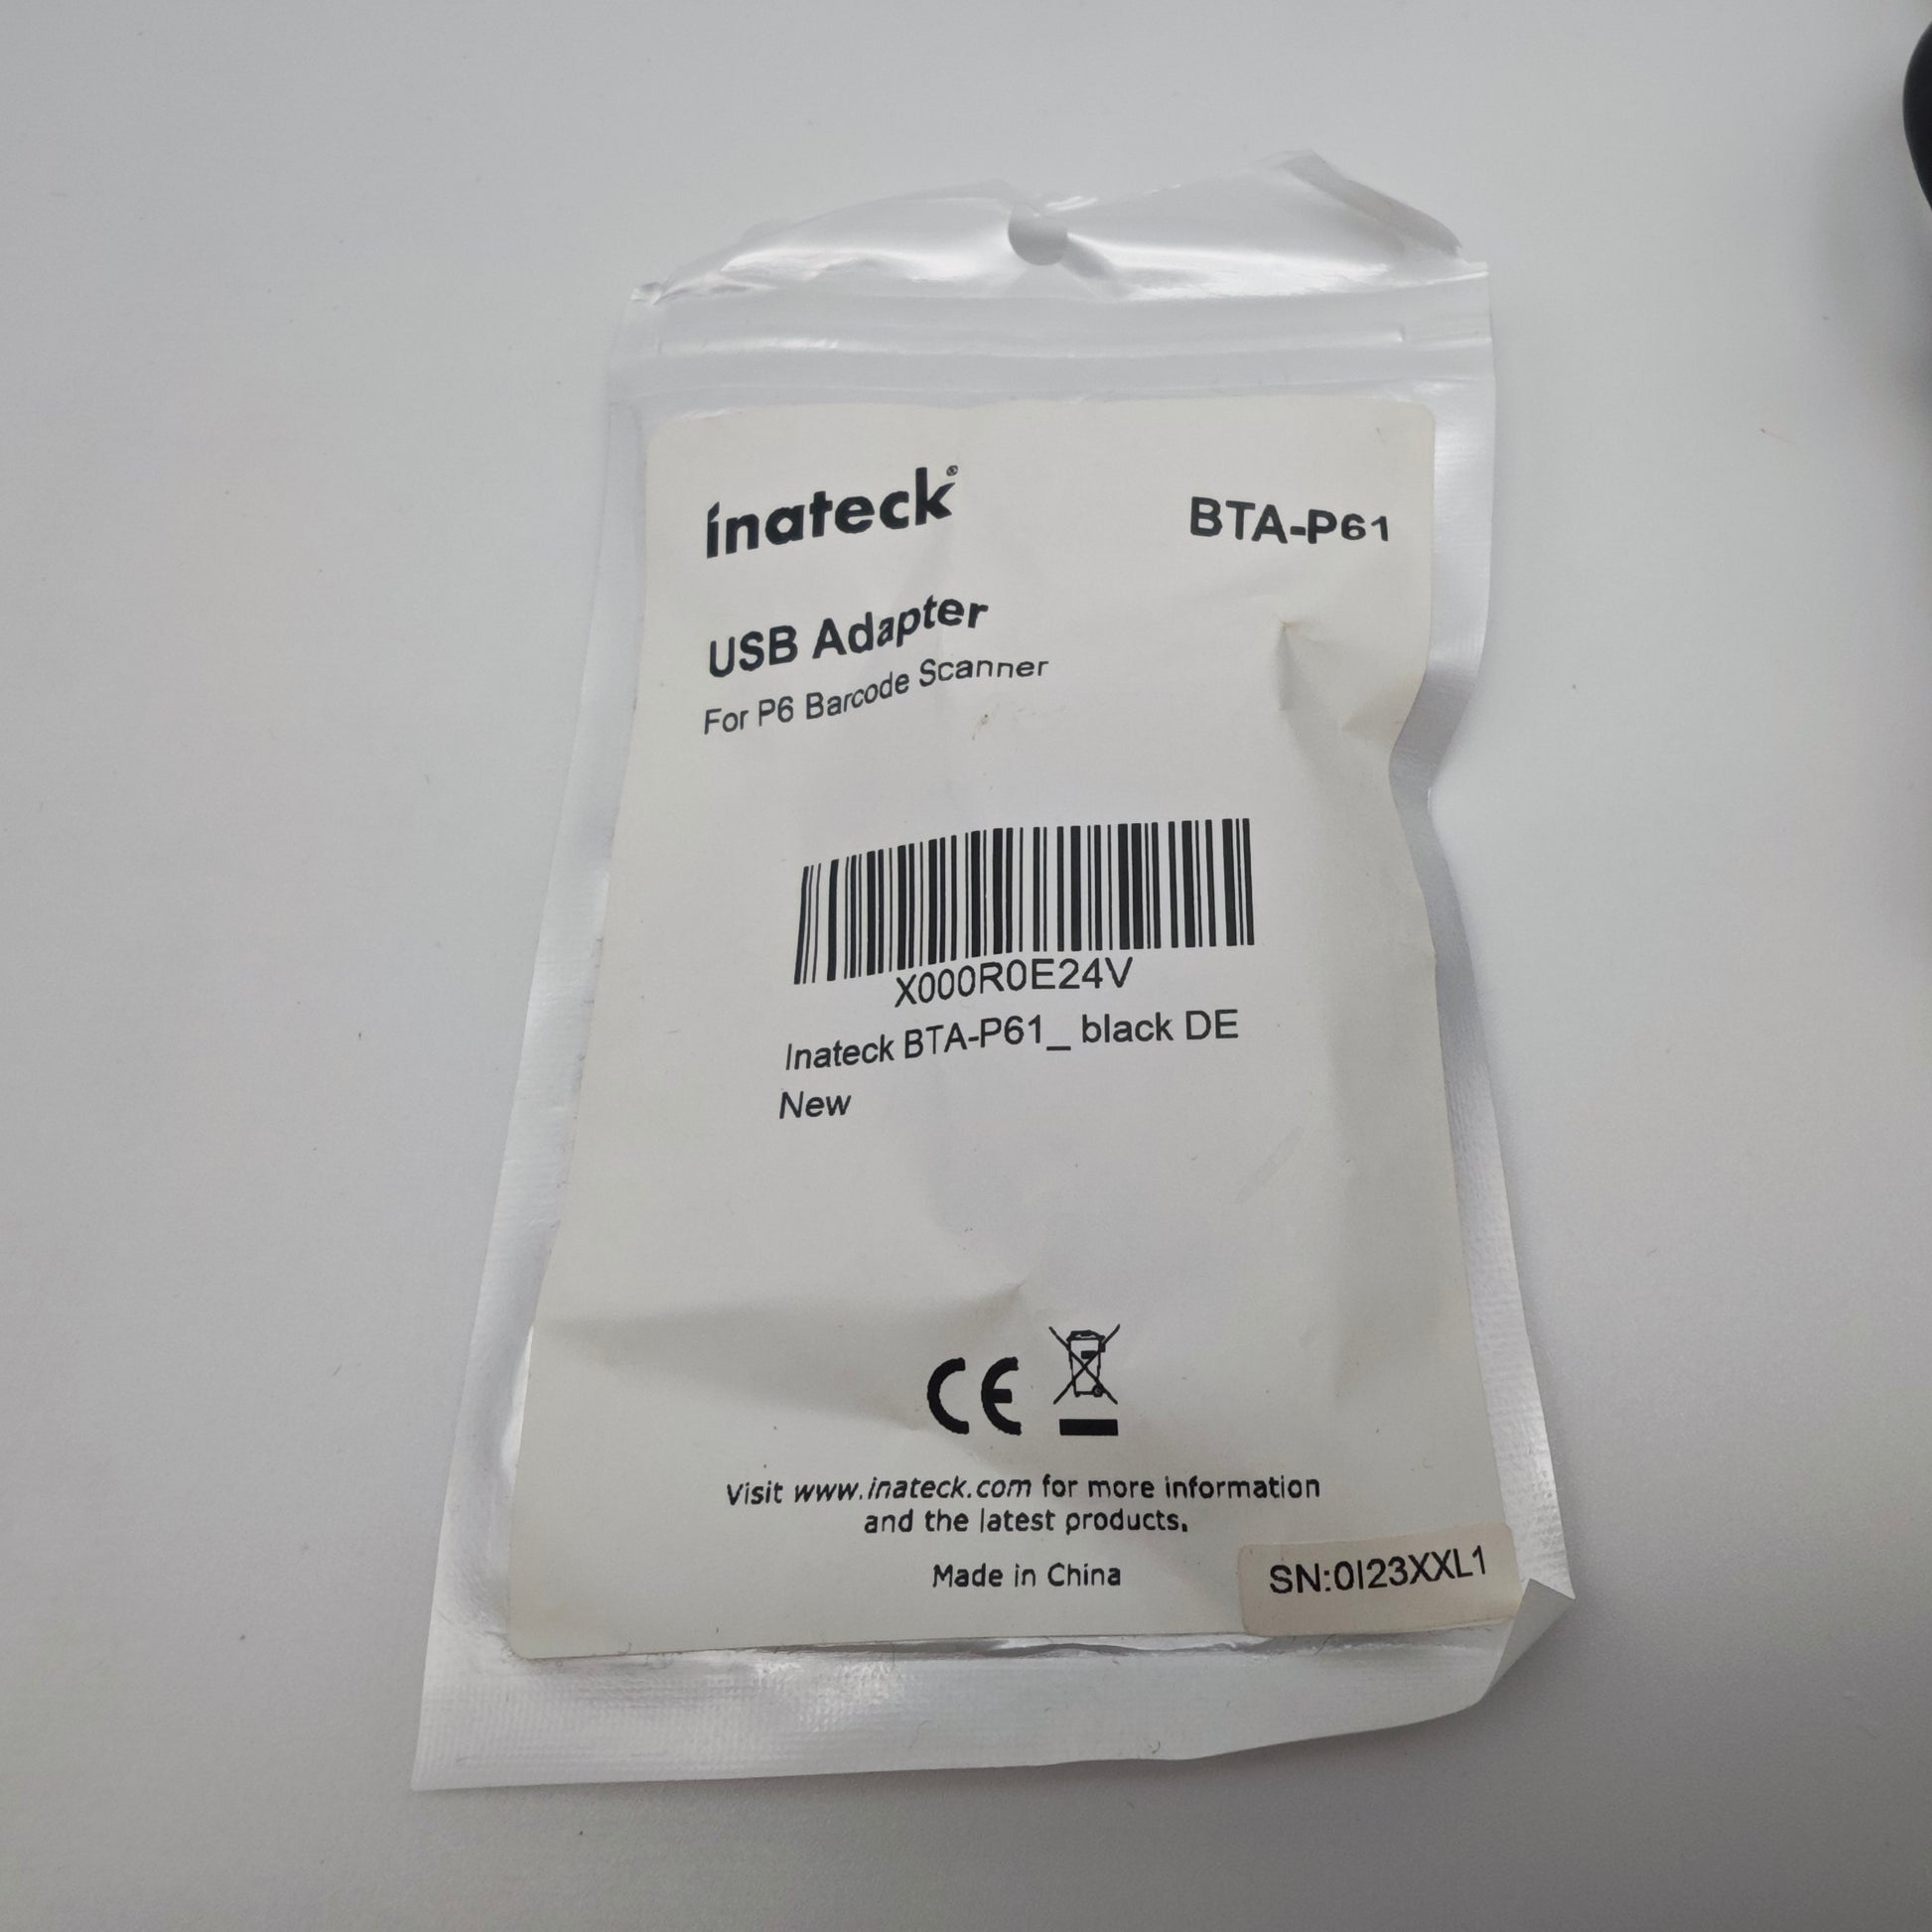 inateck®
BTA-P61
USB Adapter
For P6 Barcode Scanner
X000R0E24V
Inateck BTA-P61_ black DE
New
CE
Visit www.inateck.com for more information
and the latest products.
Made in China
SN:0I23XXL1